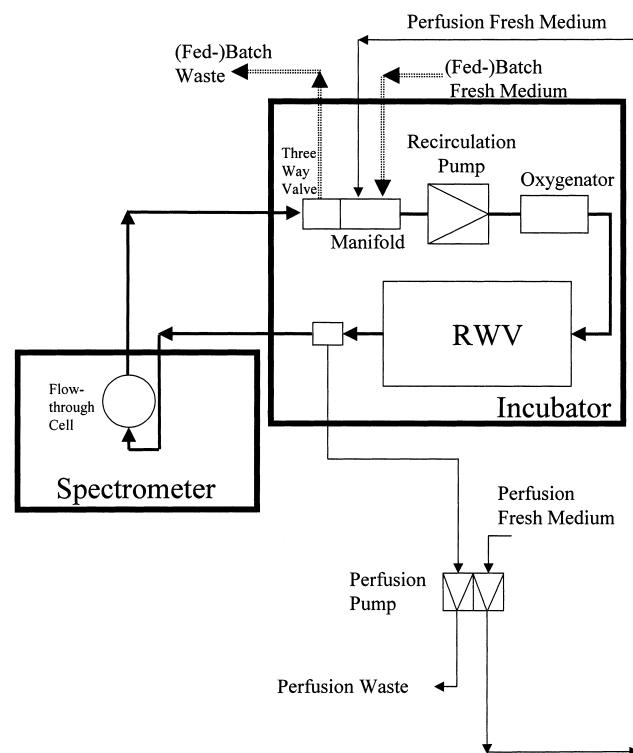 Perfusion Fresh Medium
(Fed-)Batch
Waste
(Fed-)Batch
Fresh Medium
Three
Way
Valve
Recirculation
Pump
Oxygenator
Manifold
RWV
Incubator
Flow-
through
Cell
Spectrometer
Perfusion
Fresh Medium
Perfusion
Pump
Perfusion Waste